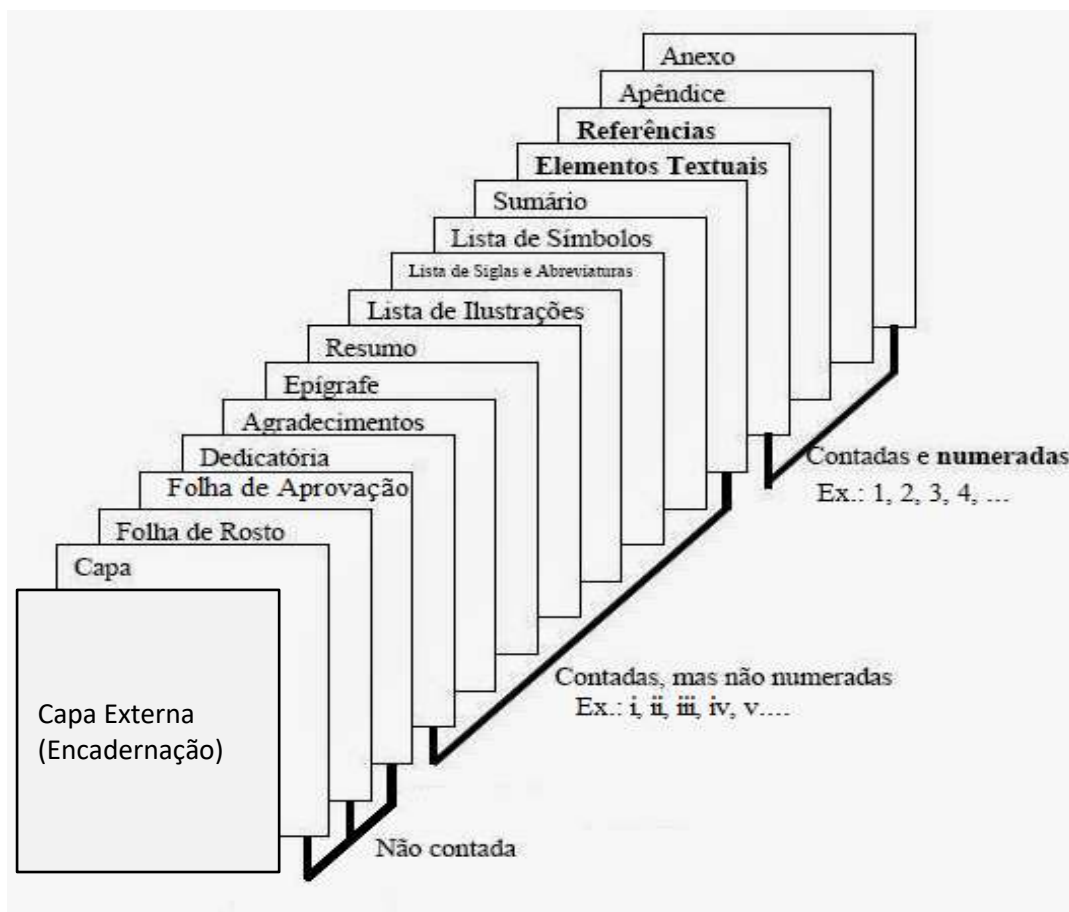 Anexo
Apêndice
Referências
Elementos Textuais
Sumário
Lista de Símbolos
Lista de Siglas e Abreviaturas
Lista de Ilustrações
Resumo
Epígrafe
Agradecimentos
Dedicatória
Folha de Aprovação
Folha de Rosto
Capa
Capa Externa
(Encadernação)
Contadas e numeradas
Ex.: 1, 2, 3, 4, ...
Contadas, mas não numeradas
Ex.: i, ii, iii, iv, v....
Não contada